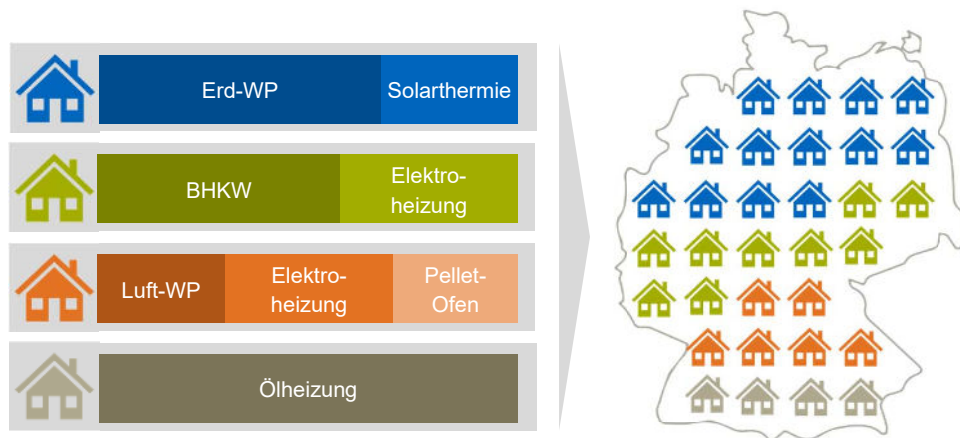 Erd-WP
Solarthermie
BHKW
Elektro-
heizung
Luft-WP
Elektro-
heizung
Pellet-
Ofen
Ölheizung